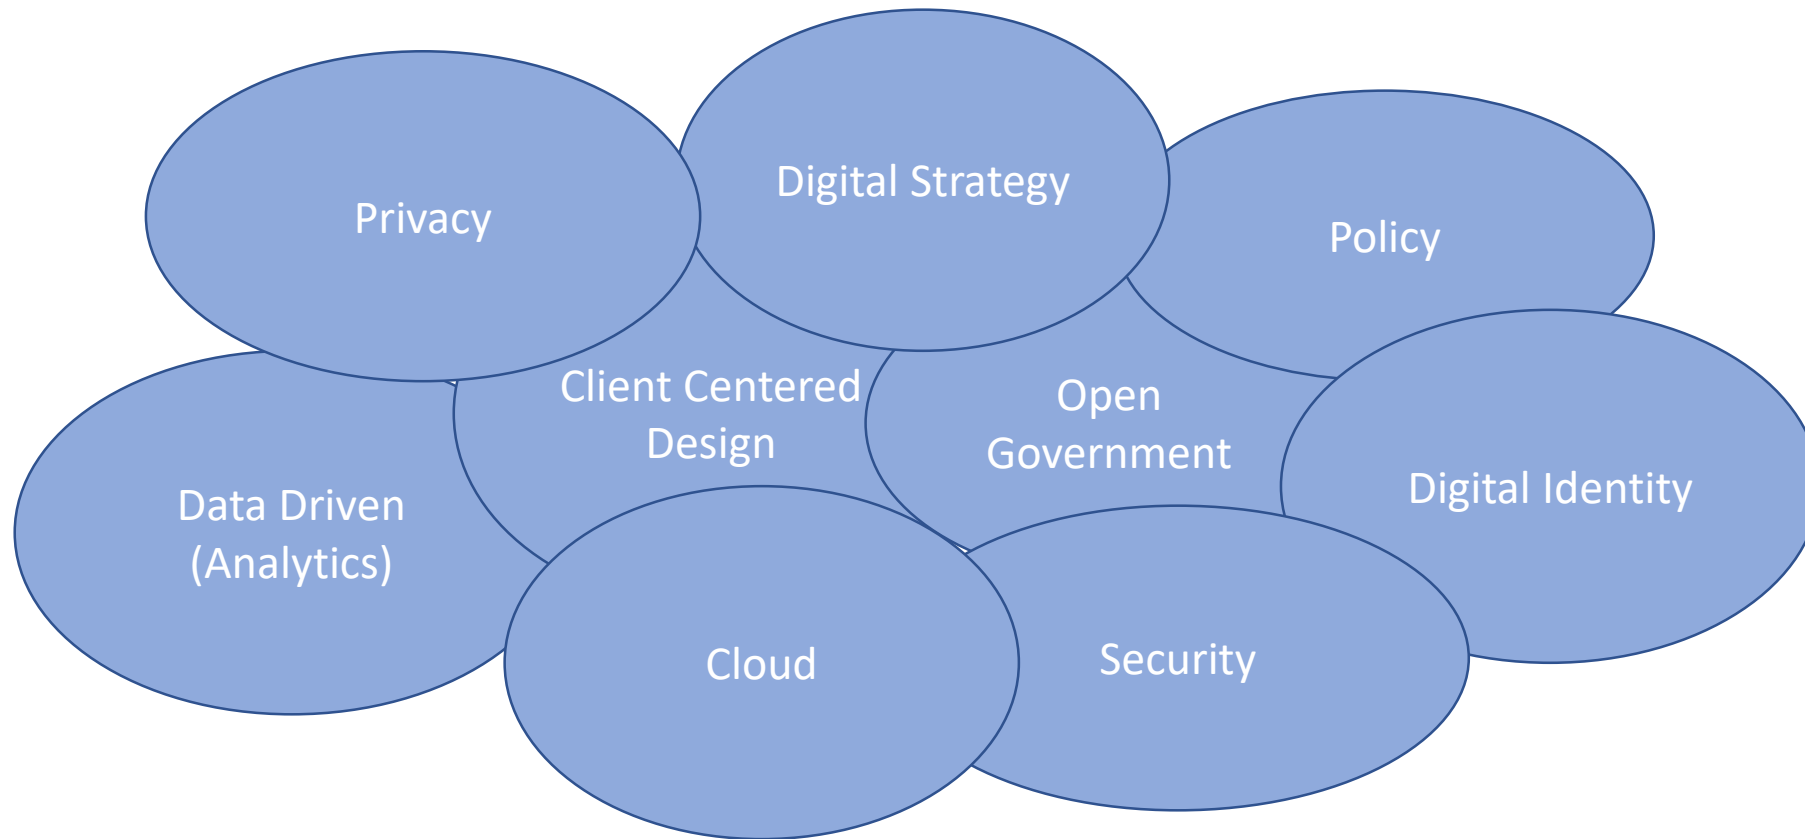 Digital Strategy
Privacy
Policy
Client Centered
Design
Open
Government
Digital Identity
Data Driven
(Analytics)
Cloud
Security